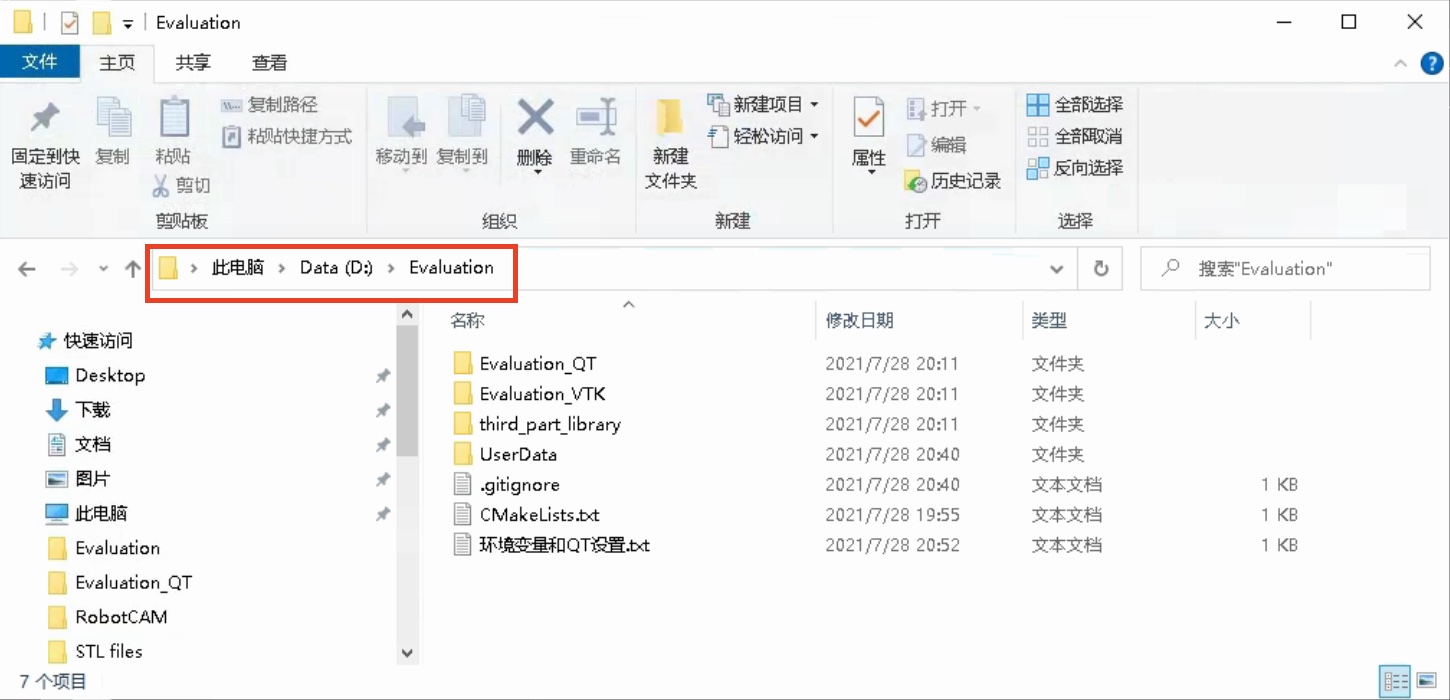 Evaluation
文件 主页 共享 查看
固定到快速访问 复制 粘贴 复制路径 粘贴快捷方式 剪切
移动到 复制到 删除 重命名
新建文件夹 新建项目 轻松访问
属性 打开 编辑 历史记录
全部选择 全部取消 反向选择
剪贴板 组织 新建 打开 选择
此电脑 Data (D:) Evaluation
搜索"Evaluation"
快速访问
Desktop
下载
文档
图片
此电脑
Evaluation
Evaluation_QT
RobotCAM
STL files
名称 修改日期 类型 大小
Evaluation_QT 2021/7/28 20:11 文件夹
Evaluation_VTK 2021/7/28 20:11 文件夹
third_part_library 2021/7/28 20:11 文件夹
UserData 2021/7/28 20:40 文件夹
.gitignore 2021/7/28 20:40 文本文档 1 KB
CMakeLists.txt 2021/7/28 19:55 文本文档 1 KB
环境变量和QT设置.txt 2021/7/28 20:52 文本文档 1 KB
7 个项目